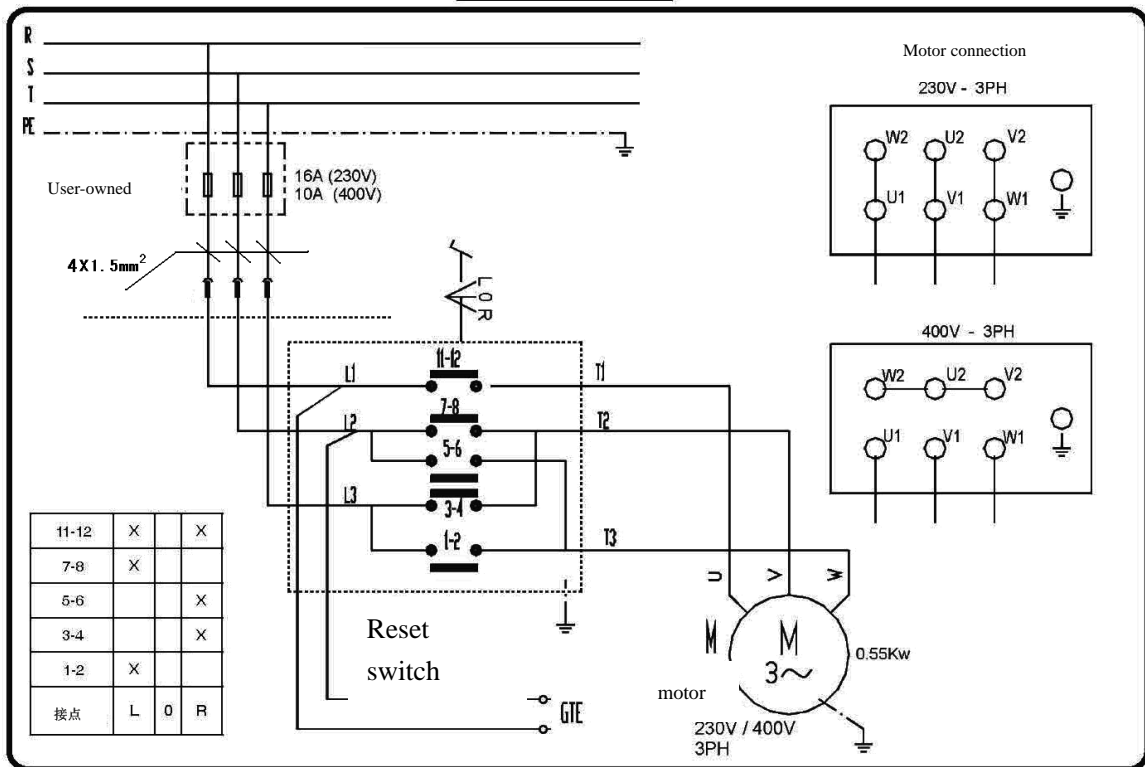 R
S
T
PE
User-owned
16A (230V)
10A (400V)
4X1.5mm²
L O R
11-12
L1
T1
7-8
L2
T2
5-6
L3
3-4
1-2
T3
U
V
W
Reset
switch
GTE
M
M
3~
0.55Kw
motor
230V / 400V
3PH
Motor connection
230V - 3PH
W2 U2 V2
U1 V1 W1
400V - 3PH
W2 U2 V2
U1 V1 W1
11-12 X X
7-8 X
5-6 X
3-4 X
1-2 X
接点 L 0 R